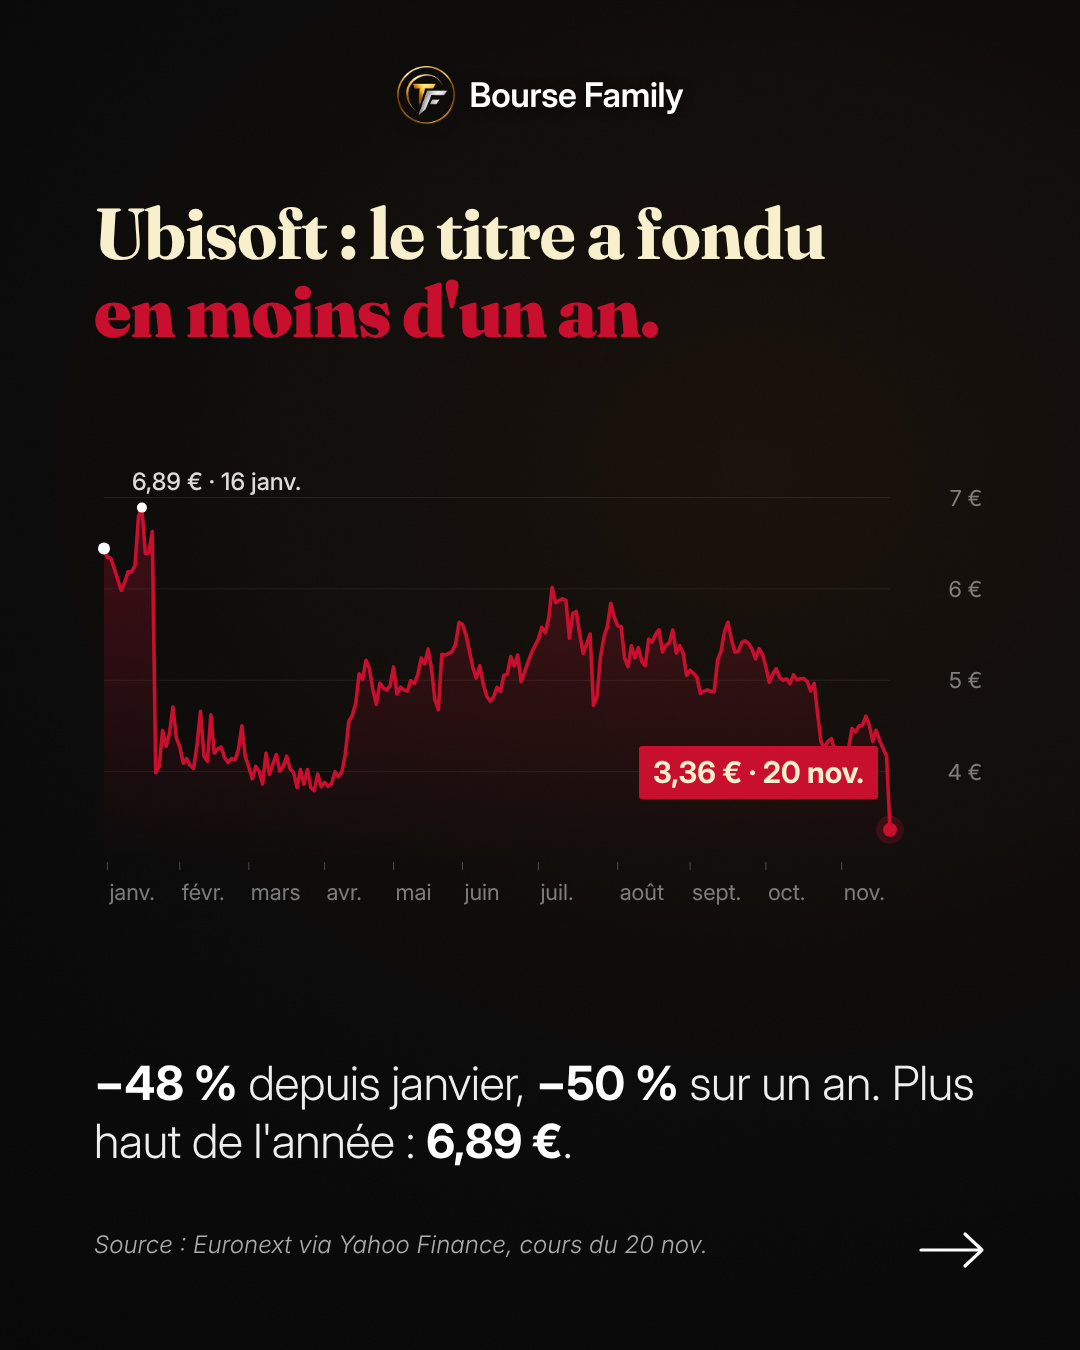 TF
Bourse Family
Ubisoft : le titre a fondu
en moins d'un an.
6,89 € · 16 janv.
7 €
6 €
5 €
4 €
3,36 € · 20 nov.
janv. févr. mars avr. mai juin juil. août sept. oct. nov.
–48 % depuis janvier, –50 % sur un an. Plus
haut de l'année : 6,89 €.
Source : Euronext via Yahoo Finance, cours du 20 nov.